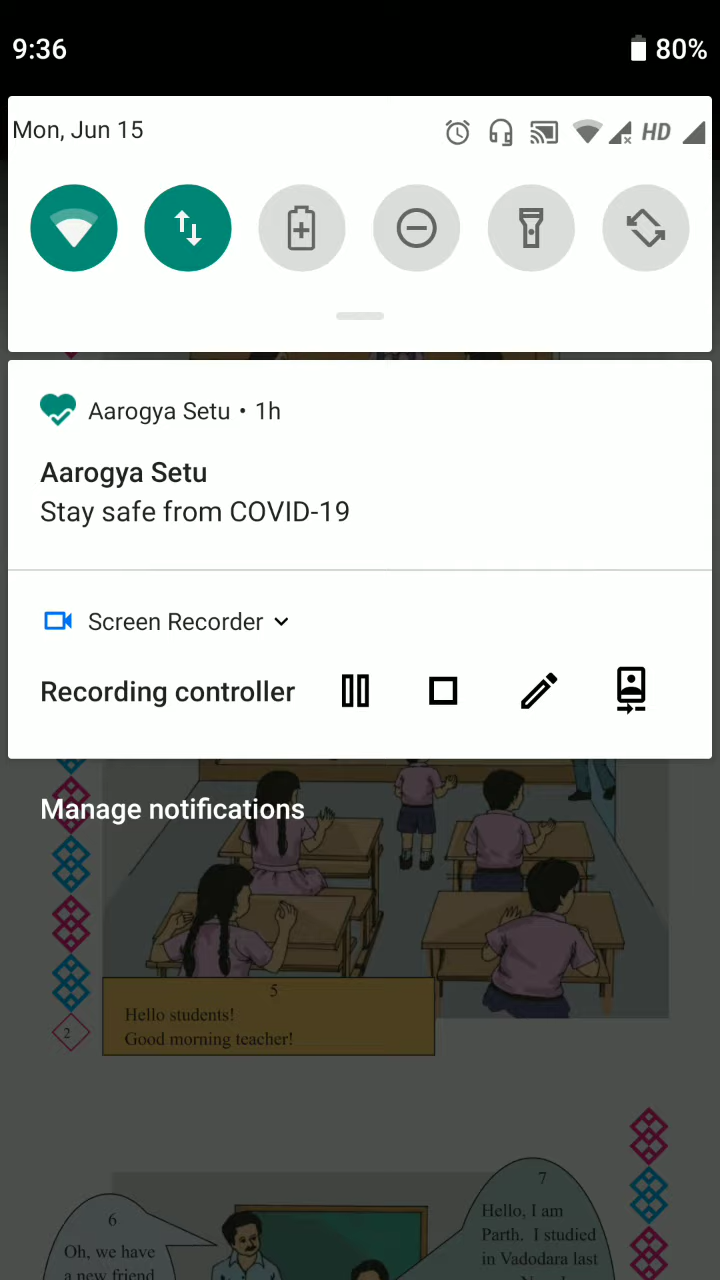 9:36 80%
Mon, Jun 15 HD
Aarogya Setu • 1h
Aarogya Setu
Stay safe from COVID-19
Screen Recorder
Recording controller
Manage notifications
5
Hello students!
Good morning teacher!
2
7
Hello, I am
Parth. I studied
in Vadodara last
6
Oh, we have
a new friend